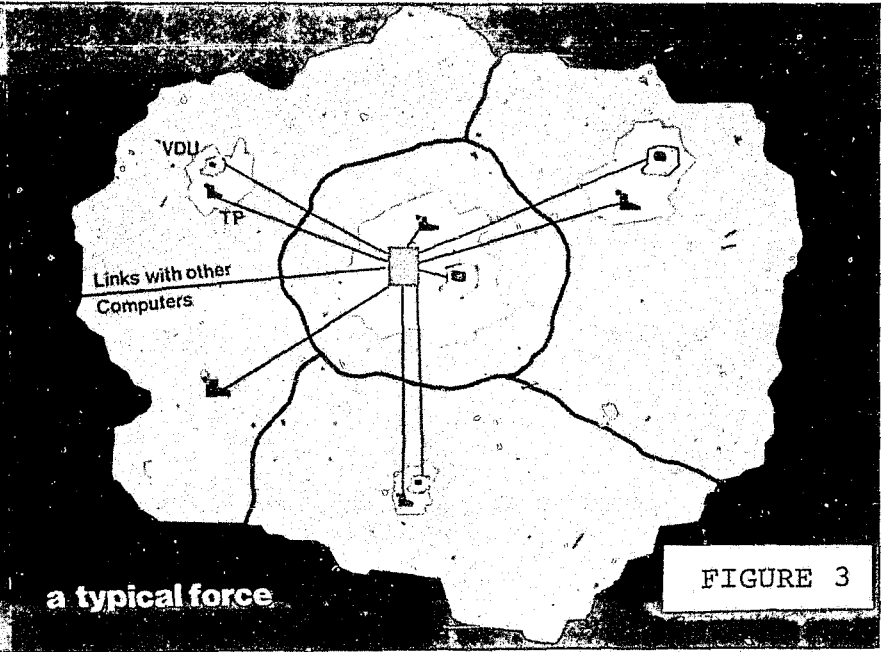 VDU
TP
Links with other
Computers
a typical force
FIGURE 3